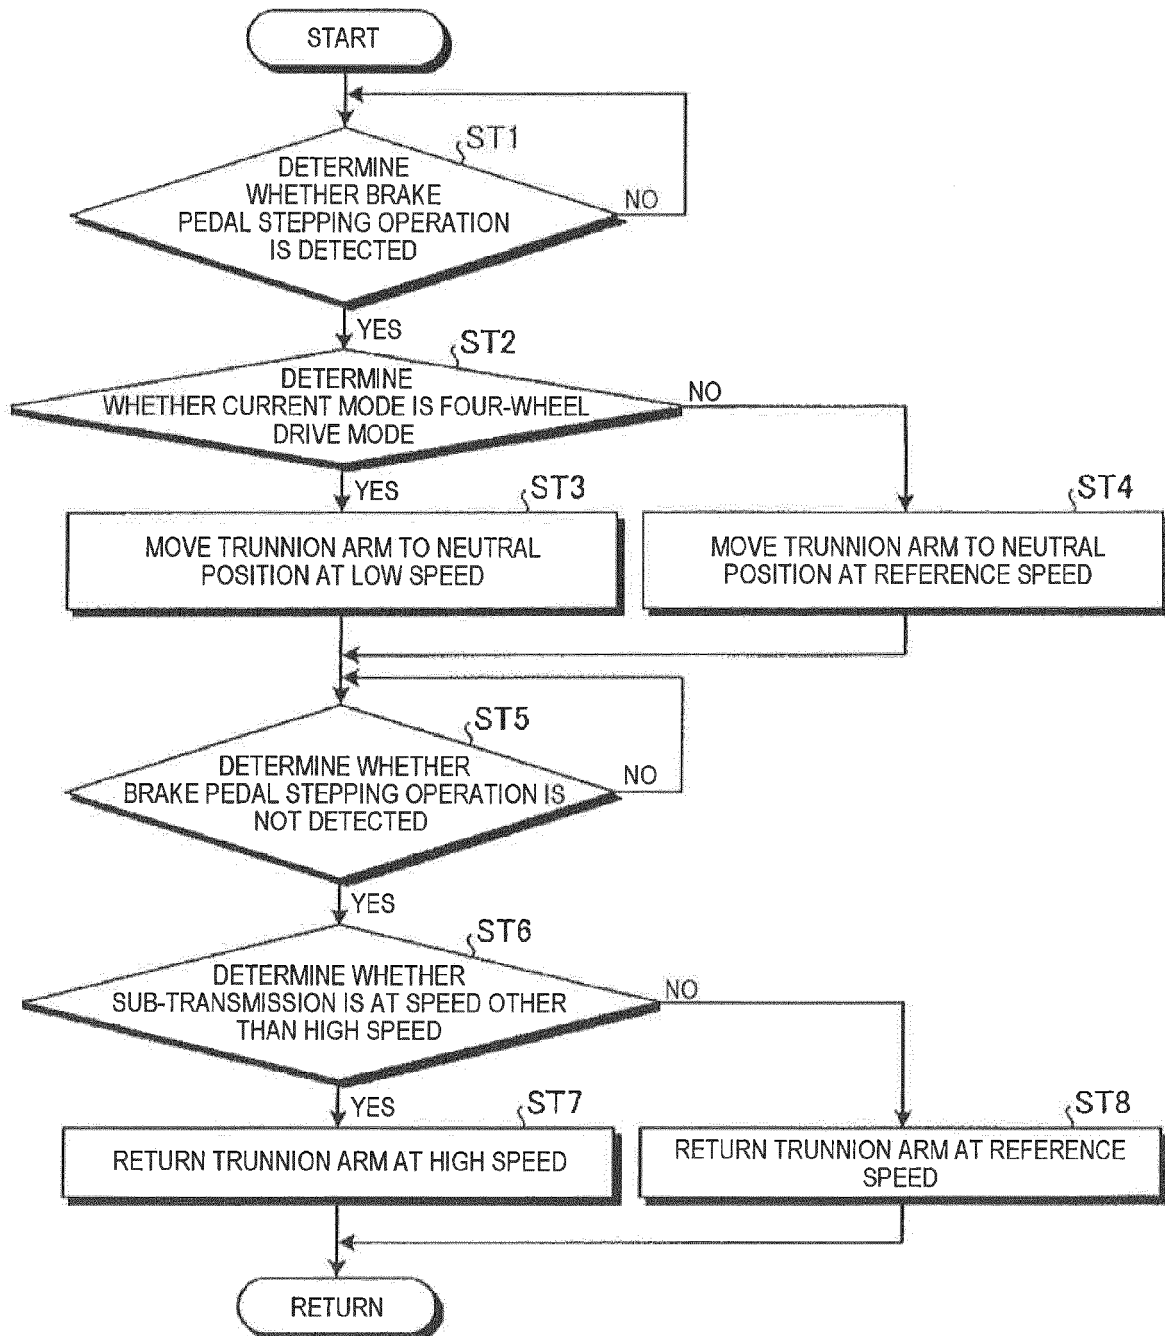 START
ST1
DETERMINE
WHETHER BRAKE
PEDAL STEPPING OPERATION
IS DETECTED
NO
YES
ST2
DETERMINE
WHETHER CURRENT MODE IS FOUR-WHEEL
DRIVE MODE
NO
YES
ST3
MOVE TRUNNION ARM TO NEUTRAL
POSITION AT LOW SPEED
ST4
MOVE TRUNNION ARM TO NEUTRAL
POSITION AT REFERENCE SPEED
ST5
DETERMINE WHETHER
BRAKE PEDAL STEPPING OPERATION IS
NOT DETECTED
NO
YES
ST6
DETERMINE WHETHER
SUB-TRANSMISSION IS AT SPEED OTHER
THAN HIGH SPEED
NO
YES
ST7
RETURN TRUNNION ARM AT HIGH SPEED
ST8
RETURN TRUNNION ARM AT REFERENCE
SPEED
RETURN